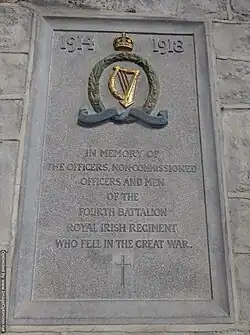 1914 1918
IN MEMORY OF
THE OFFICERS, NON-COMMISSIONED
OFFICERS AND MEN
OF THE
FOURTH BATTALION
ROYAL IRISH REGIMENT
WHO FELL IN THE GREAT WAR.